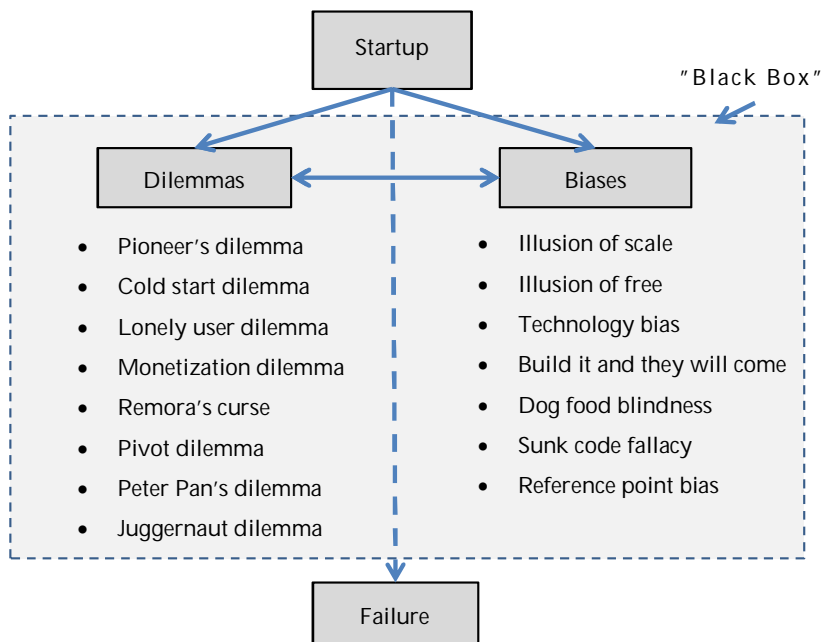 Startup
"Black Box"
Dilemmas
Biases
• Pioneer's dilemma
• Cold start dilemma
• Lonely user dilemma
• Monetization dilemma
• Remora's curse
• Pivot dilemma
• Peter Pan's dilemma
• Juggernaut dilemma
• Illusion of scale
• Illusion of free
• Technology bias
• Build it and they will come
• Dog food blindness
• Sunk code fallacy
• Reference point bias
Failure